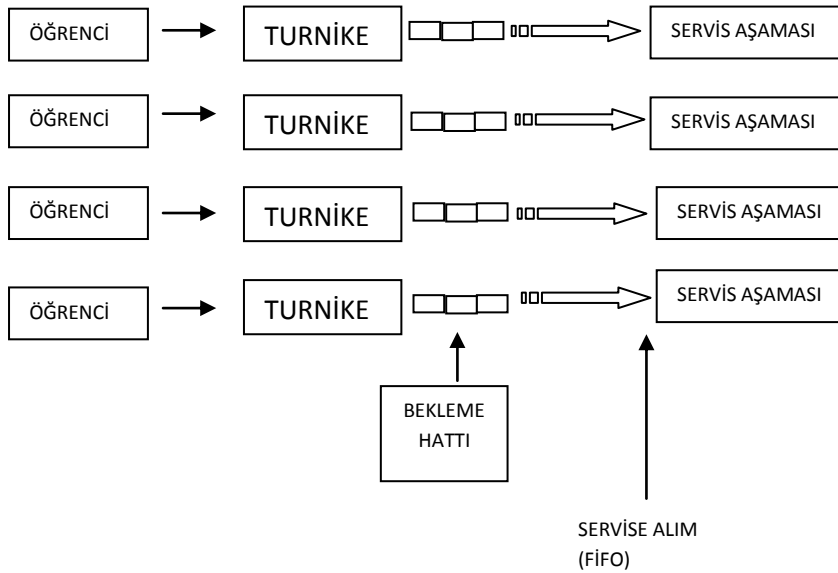 ÖĞRENCİ TURNİKE SERVİS AŞAMASI
ÖĞRENCİ TURNİKE SERVİS AŞAMASI
ÖĞRENCİ TURNİKE SERVİS AŞAMASI
ÖĞRENCİ TURNİKE SERVİS AŞAMASI
BEKLEME
HATTI
SERVİSE ALIM
(FİFO)